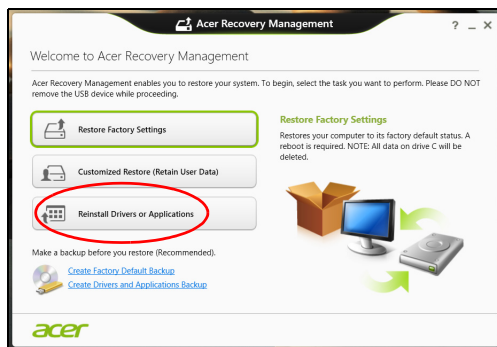 Acer Recovery Management
? _ X
Welcome to Acer Recovery Management
Acer Recovery Management enables you to restore your system. To begin, select the task you want to perform. Please DO NOT
remove the USB device while proceeding.
Restore Factory Settings
Customized Restore (Retain User Data)
Reinstall Drivers or Applications
Restore Factory Settings
Restores your computer to its factory default status. A
reboot is required. NOTE: All data on drive C will be
deleted.
Make a backup before you restore (Recommended).
Create Factory Default Backup
Create Drivers and Applications Backup
acer